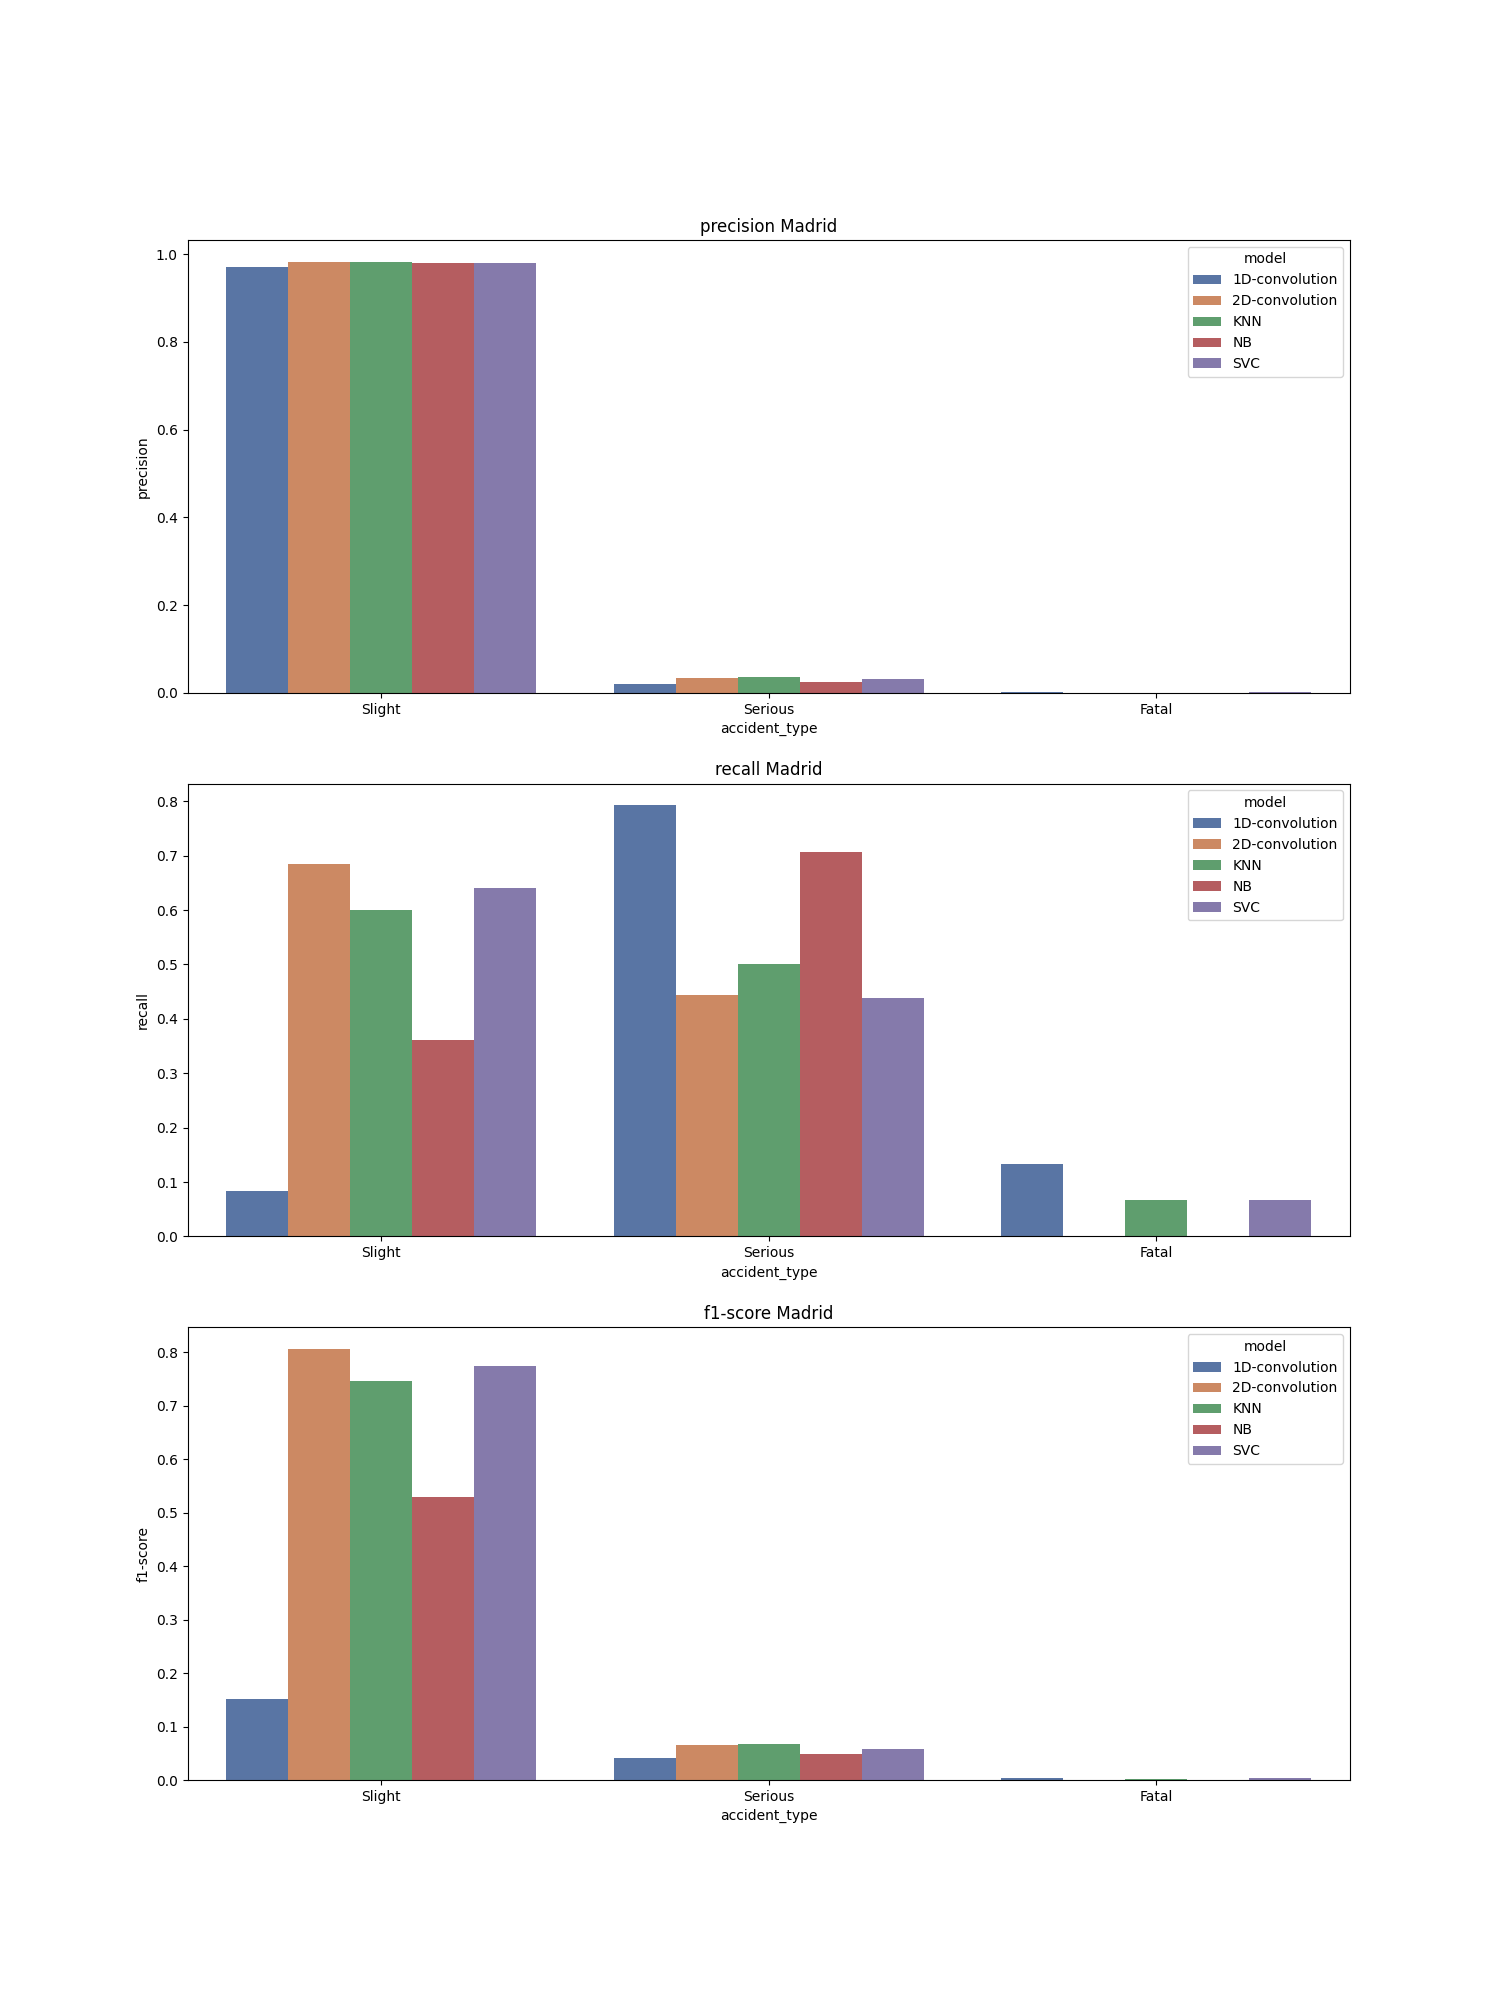 precision Madrid
1.0
0.8
0.6
0.4
0.2
0.0
precision
model
1D-convolution
2D-convolution
KNN
NB
SVC
Slight Serious Fatal
accident_type
recall Madrid
0.8
0.7
0.6
0.5
0.4
0.3
0.2
0.1
0.0
recall
model
1D-convolution
2D-convolution
KNN
NB
SVC
Slight Serious Fatal
accident_type
f1-score Madrid
0.8
0.7
0.6
0.5
0.4
0.3
0.2
0.1
0.0
f1-score
model
1D-convolution
2D-convolution
KNN
NB
SVC
Slight Serious Fatal
accident_type